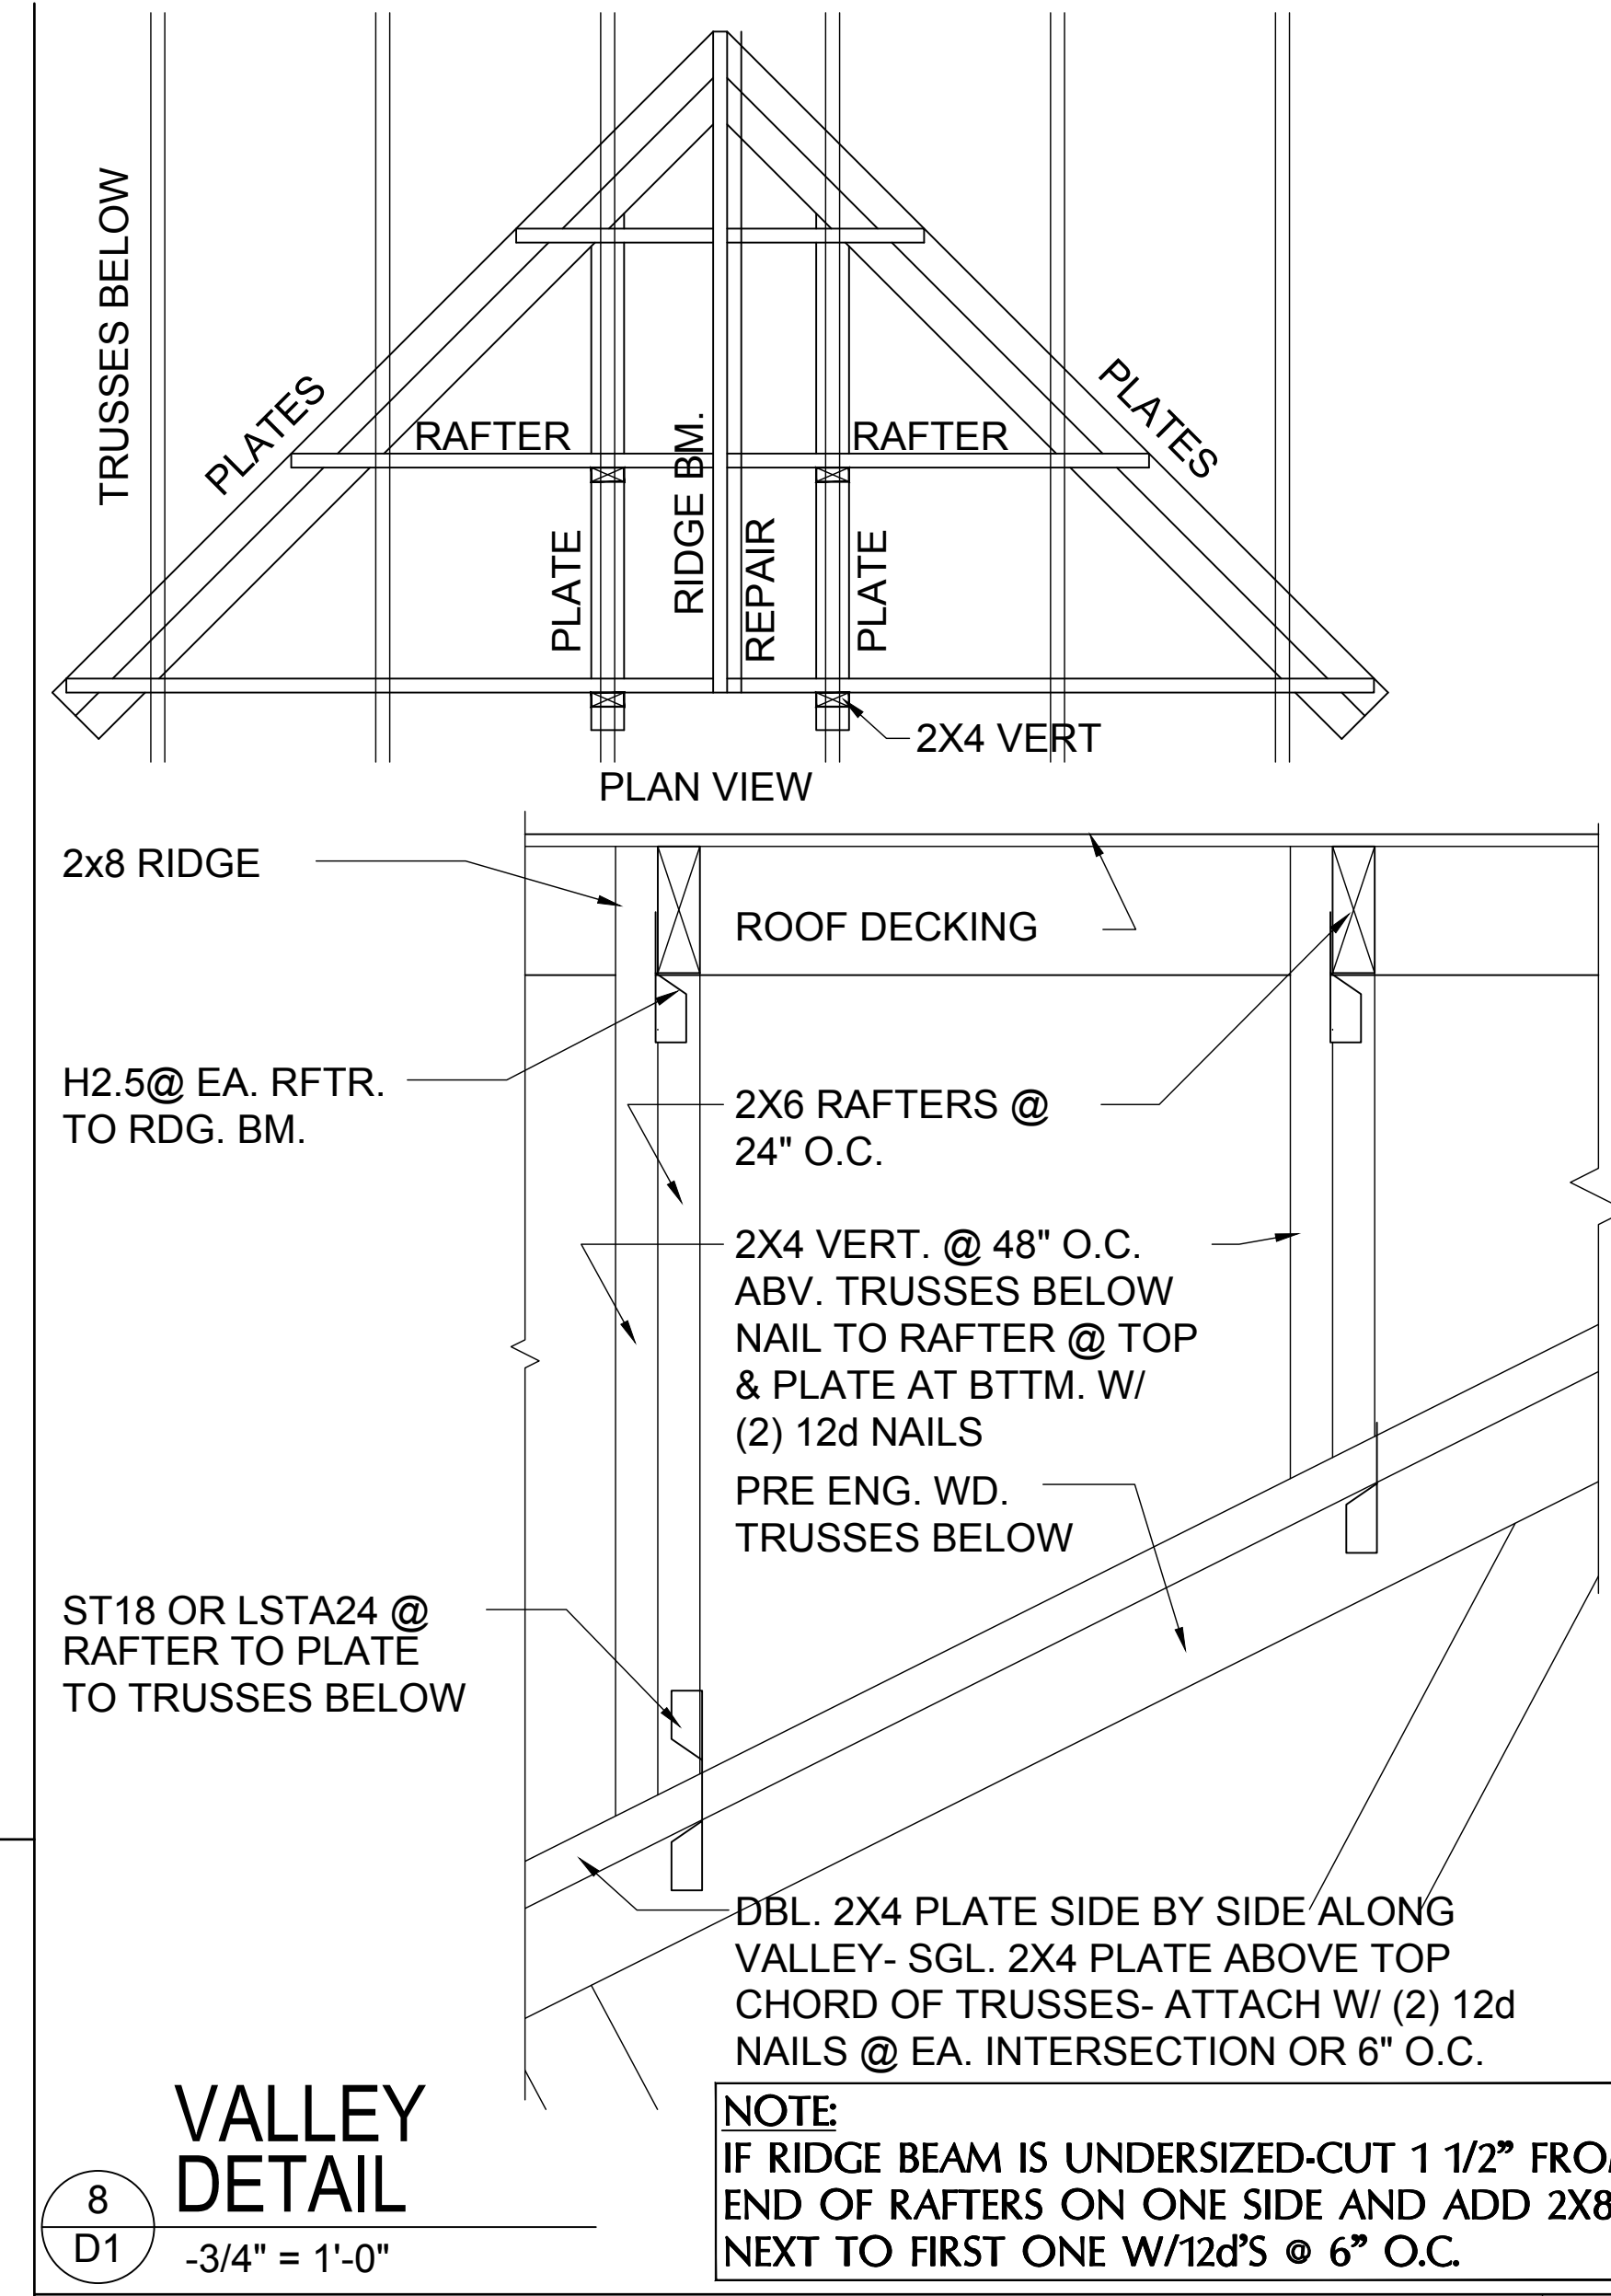 TRUSSES BELOW
PLATES
PLATES
RAFTER
RAFTER
PLATE
RIDGE BM.
REPAIR
PLATE
2X4 VERT
PLAN VIEW
2x8 RIDGE
ROOF DECKING
H2.5@ EA. RFTR.
TO RDG. BM.
2X6 RAFTERS @
24" O.C.
2X4 VERT. @ 48" O.C.
ABV. TRUSSES BELOW
NAIL TO RAFTER @ TOP
& PLATE AT BTTM. W/
(2) 12d NAILS
PRE ENG. WD.
TRUSSES BELOW
ST18 OR LSTA24 @
RAFTER TO PLATE
TO TRUSSES BELOW
DBL. 2X4 PLATE SIDE BY SIDE ALONG
VALLEY- SGL. 2X4 PLATE ABOVE TOP
CHORD OF TRUSSES- ATTACH W/ (2) 12d
NAILS @ EA. INTERSECTION OR 6" O.C.
VALLEY
DETAIL
8
D1
-3/4" = 1'-0"
NOTE:
IF RIDGE BEAM IS UNDERSIZED-CUT 1 1/2”
END OF RAFTERS ON ONE SIDE AND ADD 2X8
NEXT TO FIRST ONE W/12d'S @ 6” O.C.